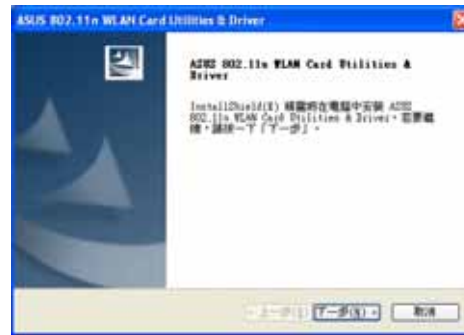 ASUS 802.11n WLAN Card Utilities & Driver
ASUS 802.11n WLAN Card Utilities &
Driver
InstallShield(R) 精靈將在電腦中安裝 ASUS
802.11n WLAN Card Utilities & Driver。若要繼
續,請按一下「下一步」。
< 上一步(B) 下一步(N) > 取消